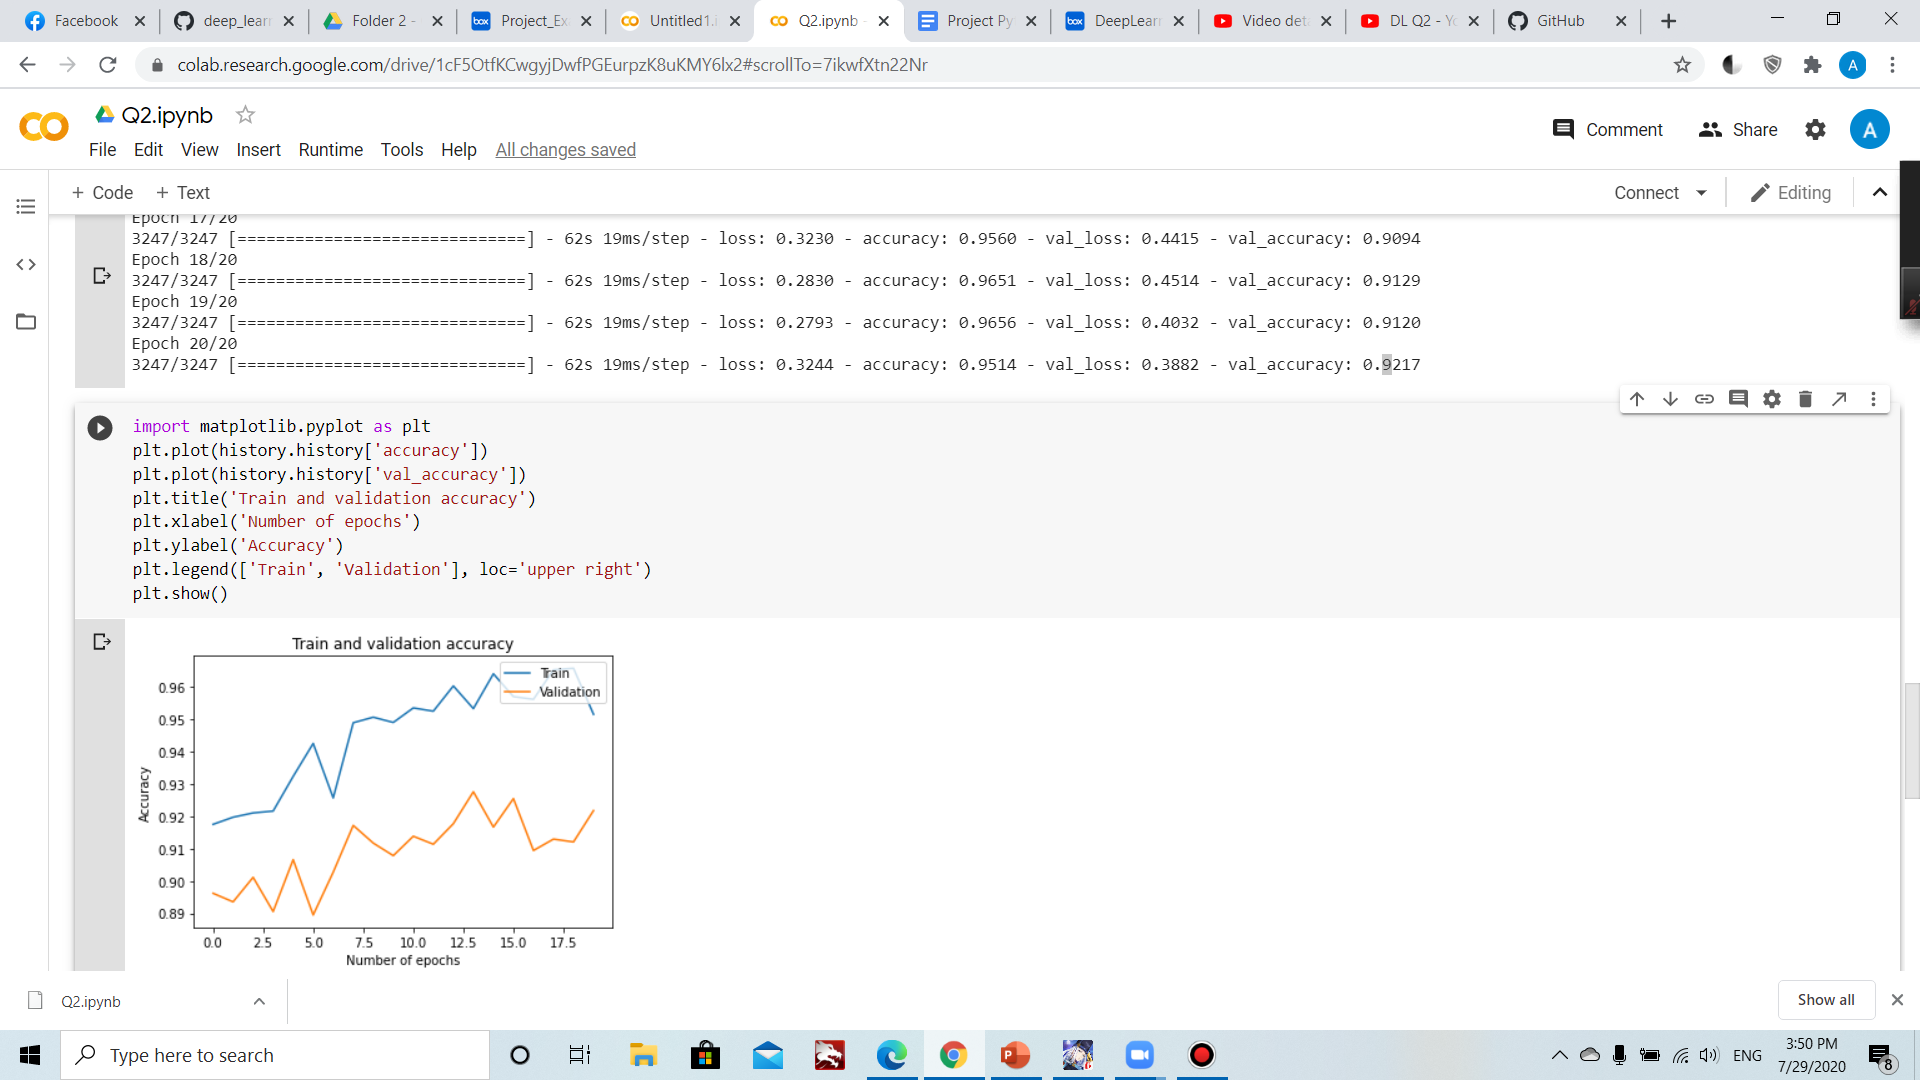 Facebook
deep_learn
Folder 2 -
box Project_Ex
Untitled1.i
Q2.ipynb -
Project Py
box DeepLearn
Video det
DL Q2 - Yo
GitHub
colab.research.google.com/drive/1cF5OtfKCwgyjDwfPGEurpzK8uKMY6lx2#scrollTo=7ikwfXtn22Nr
A
Q2.ipynb
Comment
Share
A
File Edit View Insert Runtime Tools Help All changes saved
+ Code + Text
Connect
Editing
Epoch 17/20
3247/3247 [==============================] - 62s 19ms/step - loss: 0.3230 - accuracy: 0.9560 - val_loss: 0.4415 - val_accuracy: 0.9094
Epoch 18/20
3247/3247 [==============================] - 62s 19ms/step - loss: 0.2830 - accuracy: 0.9651 - val_loss: 0.4514 - val_accuracy: 0.9129
Epoch 19/20
3247/3247 [==============================] - 62s 19ms/step - loss: 0.2793 - accuracy: 0.9656 - val_loss: 0.4032 - val_accuracy: 0.9120
Epoch 20/20
3247/3247 [==============================] - 62s 19ms/step - loss: 0.3244 - accuracy: 0.9514 - val_loss: 0.3882 - val_accuracy: 0.9217
import matplotlib.pyplot as plt
plt.plot(history.history['accuracy'])
plt.plot(history.history['val_accuracy'])
plt.title('Train and validation accuracy')
plt.xlabel('Number of epochs')
plt.ylabel('Accuracy')
plt.legend(['Train', 'Validation'], loc='upper right')
plt.show()
Train and validation accuracy
Train
Validation
0.96
0.95
0.94
0.93
0.92
0.91
0.90
0.89
Accuracy
0.0 2.5 5.0 7.5 10.0 12.5 15.0 17.5
Number of epochs
Q2.ipynb
Show all
Type here to search
ENG
3:50 PM
7/29/2020
8